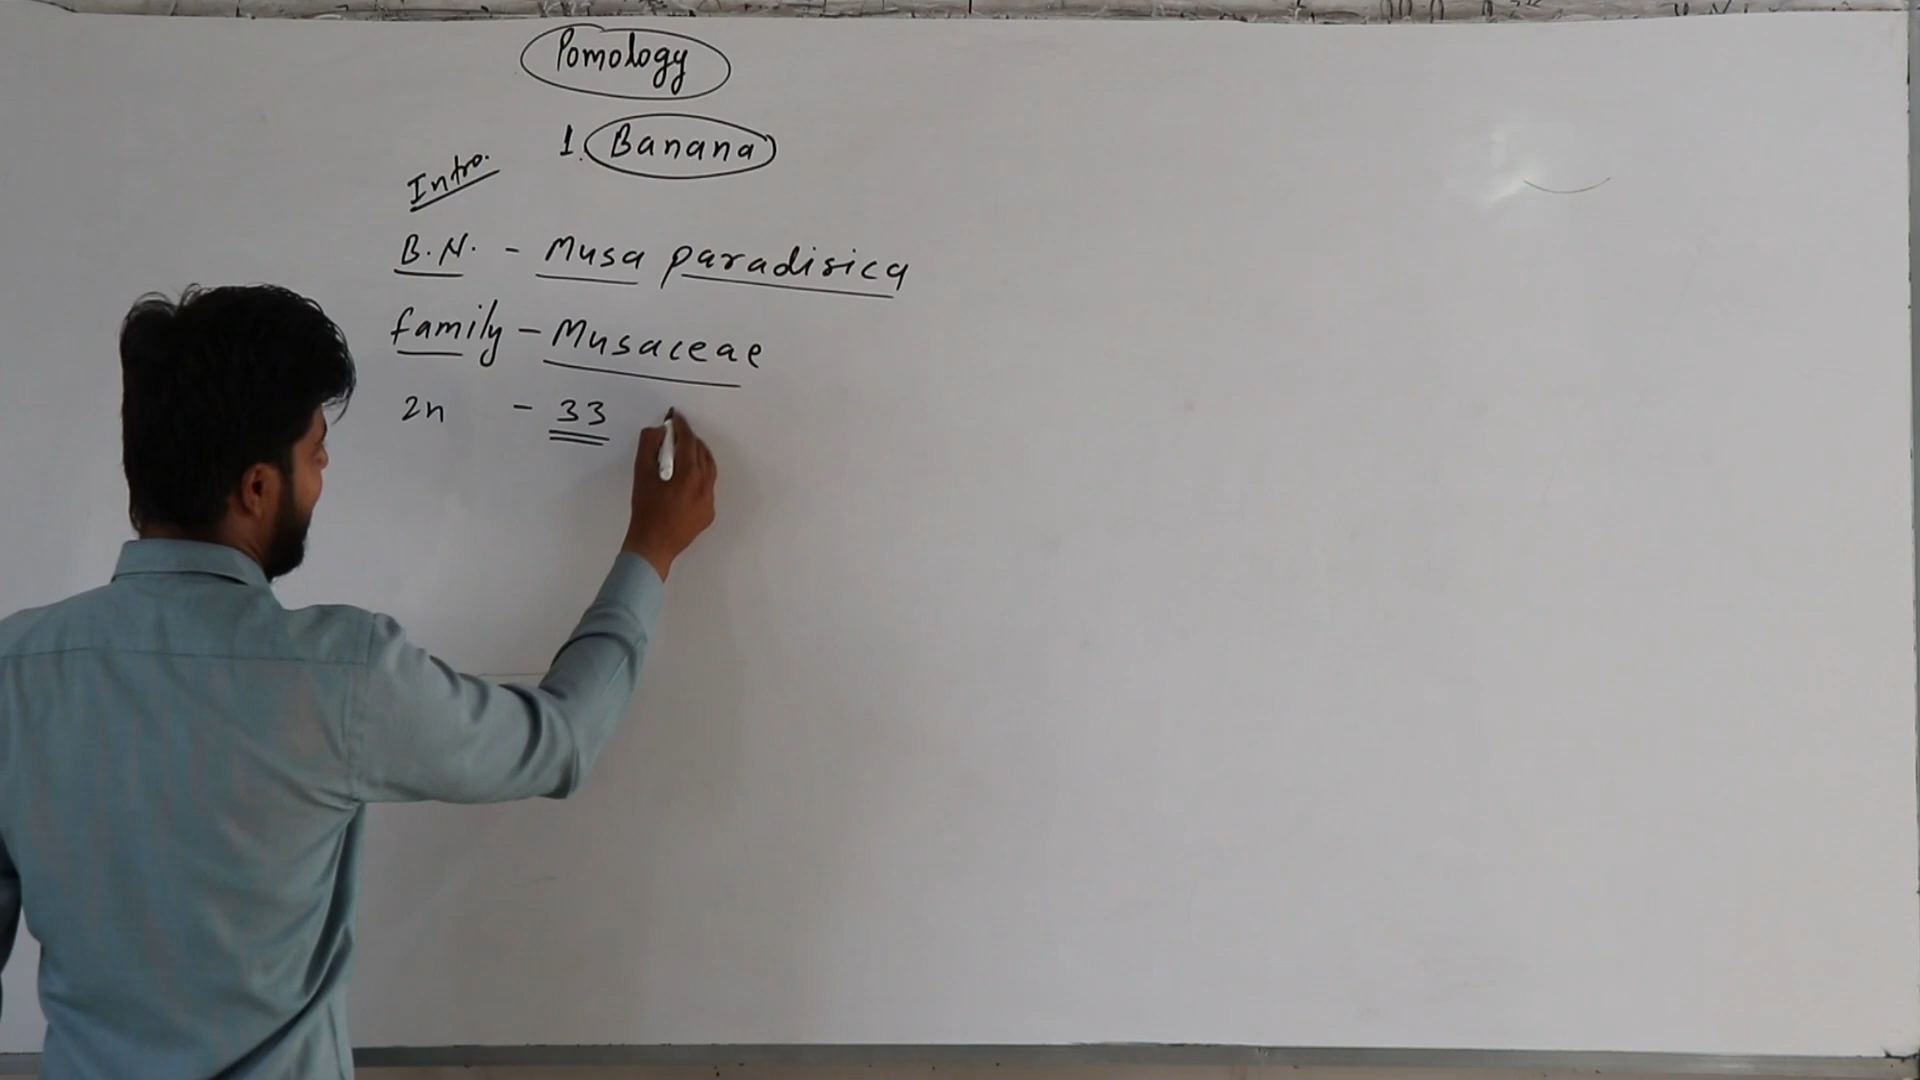 Pomology
1. Banana
Intro.
B.N. - Musa paradisica
family - Musaceae
2n - 33